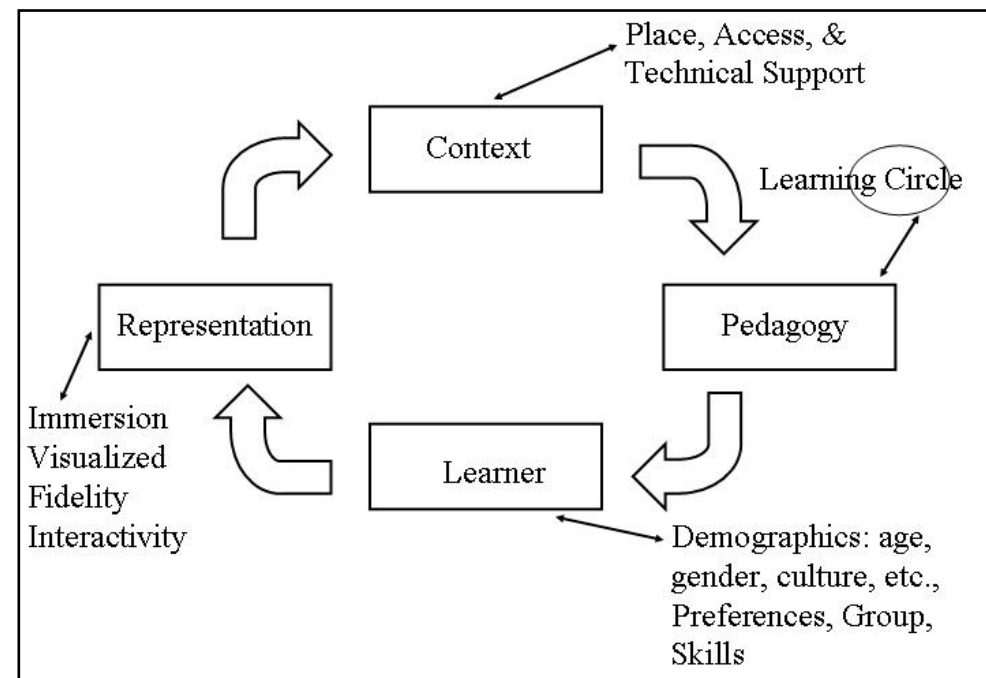 Place, Access, &
Technical Support
Context
Learning Circle
Representation
Pedagogy
Immersion
Visualized
Fidelity
Interactivity
Learner
Demographics: age,
gender, culture, etc.,
Preferences, Group,
Skills